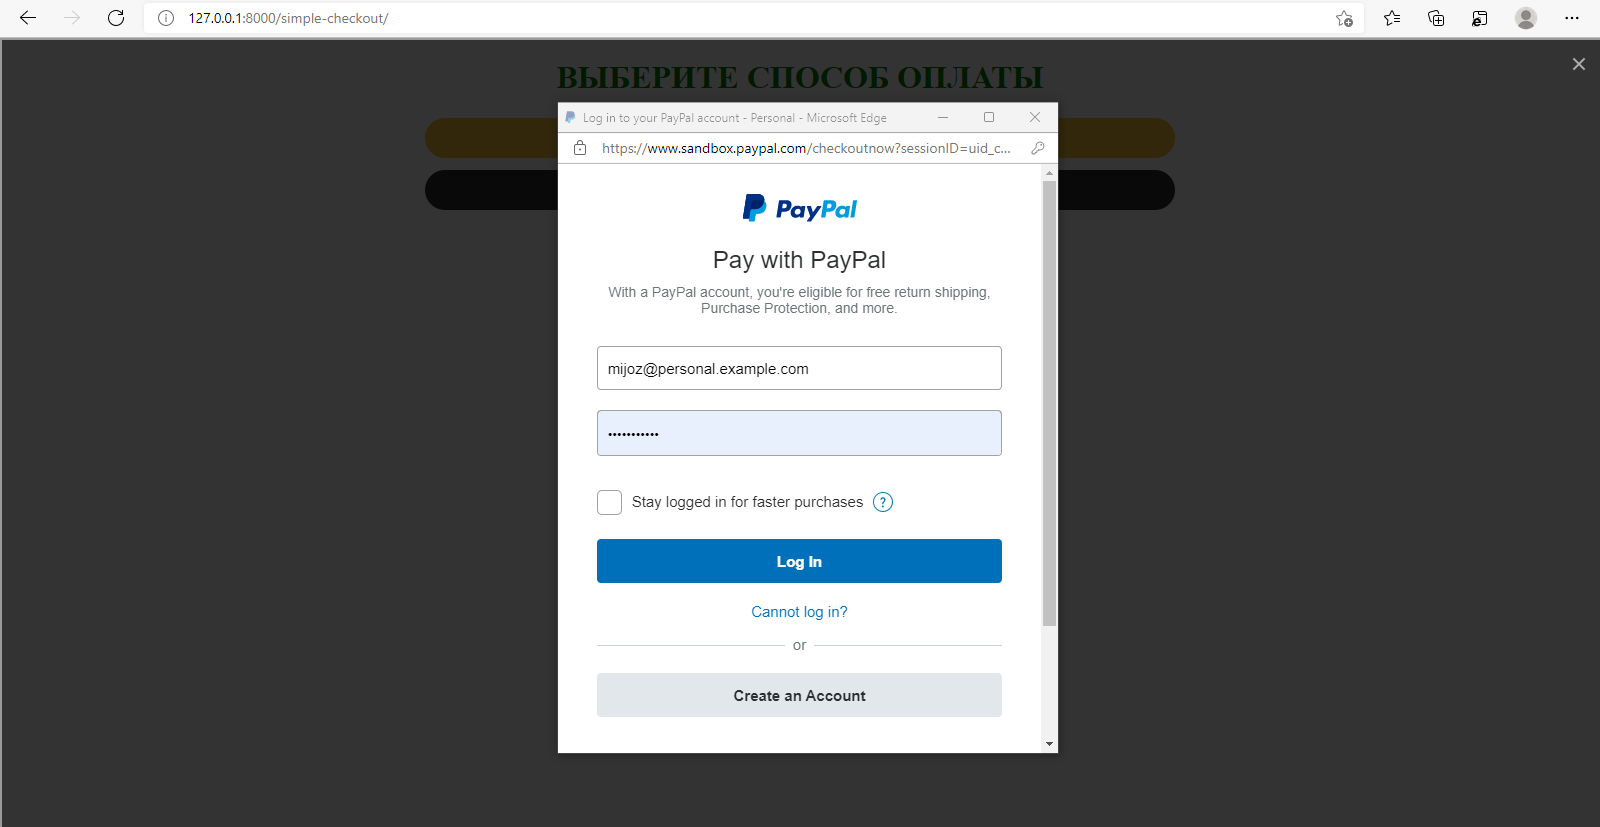 127.0.0.1:8000/simple-checkout/
ВЫБЕРИТЕ СПОСОБ ОПЛАТЫ
Log in to your PayPal account - Personal - Microsoft Edge
https://www.sandbox.paypal.com/checkoutnow?sessionID=uid_c...
PayPal
Pay with PayPal
With a PayPal account, you're eligible for free return shipping,
Purchase Protection, and more.
mijoz@personal.example.com
•••••••••••
Stay logged in for faster purchases ?
Log In
Cannot log in?
or
Create an Account